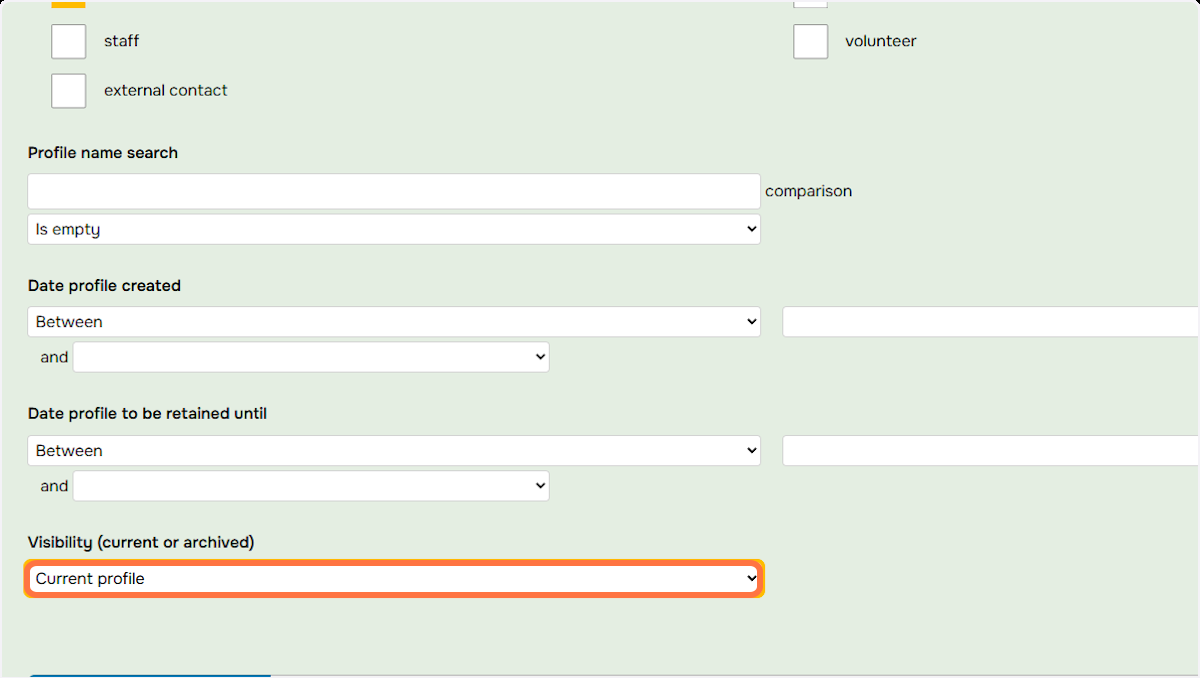 staff
volunteer
external contact
Profile name search
comparison
Is empty
Date profile created
Between
and
Date profile to be retained until
Between
and
Visibility (current or archived)
Current profile